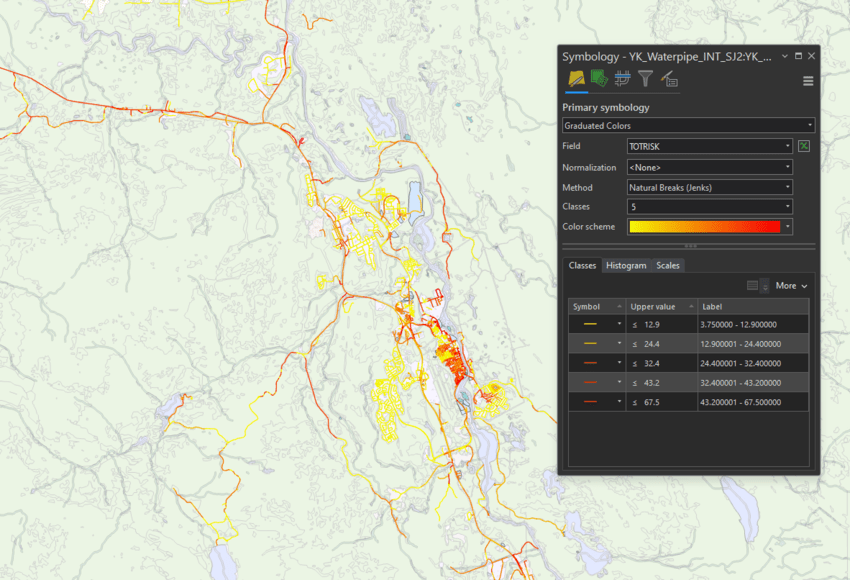 Symbology - YK_Waterpipe_INT_SJ2:YK_...
Primary symbology
Graduated Colors
Field TOTRISK
Normalization <None>
Method Natural Breaks (Jenks)
Classes 5
Color scheme
Classes Histogram Scales
More
Symbol Upper value Label
≤ 12.9 3.750000 - 12.900000
≤ 24.4 12.900001 - 24.400000
≤ 32.4 24.400001 - 32.400000
≤ 43.2 32.400001 - 43.200000
≤ 67.5 43.200001 - 67.500000